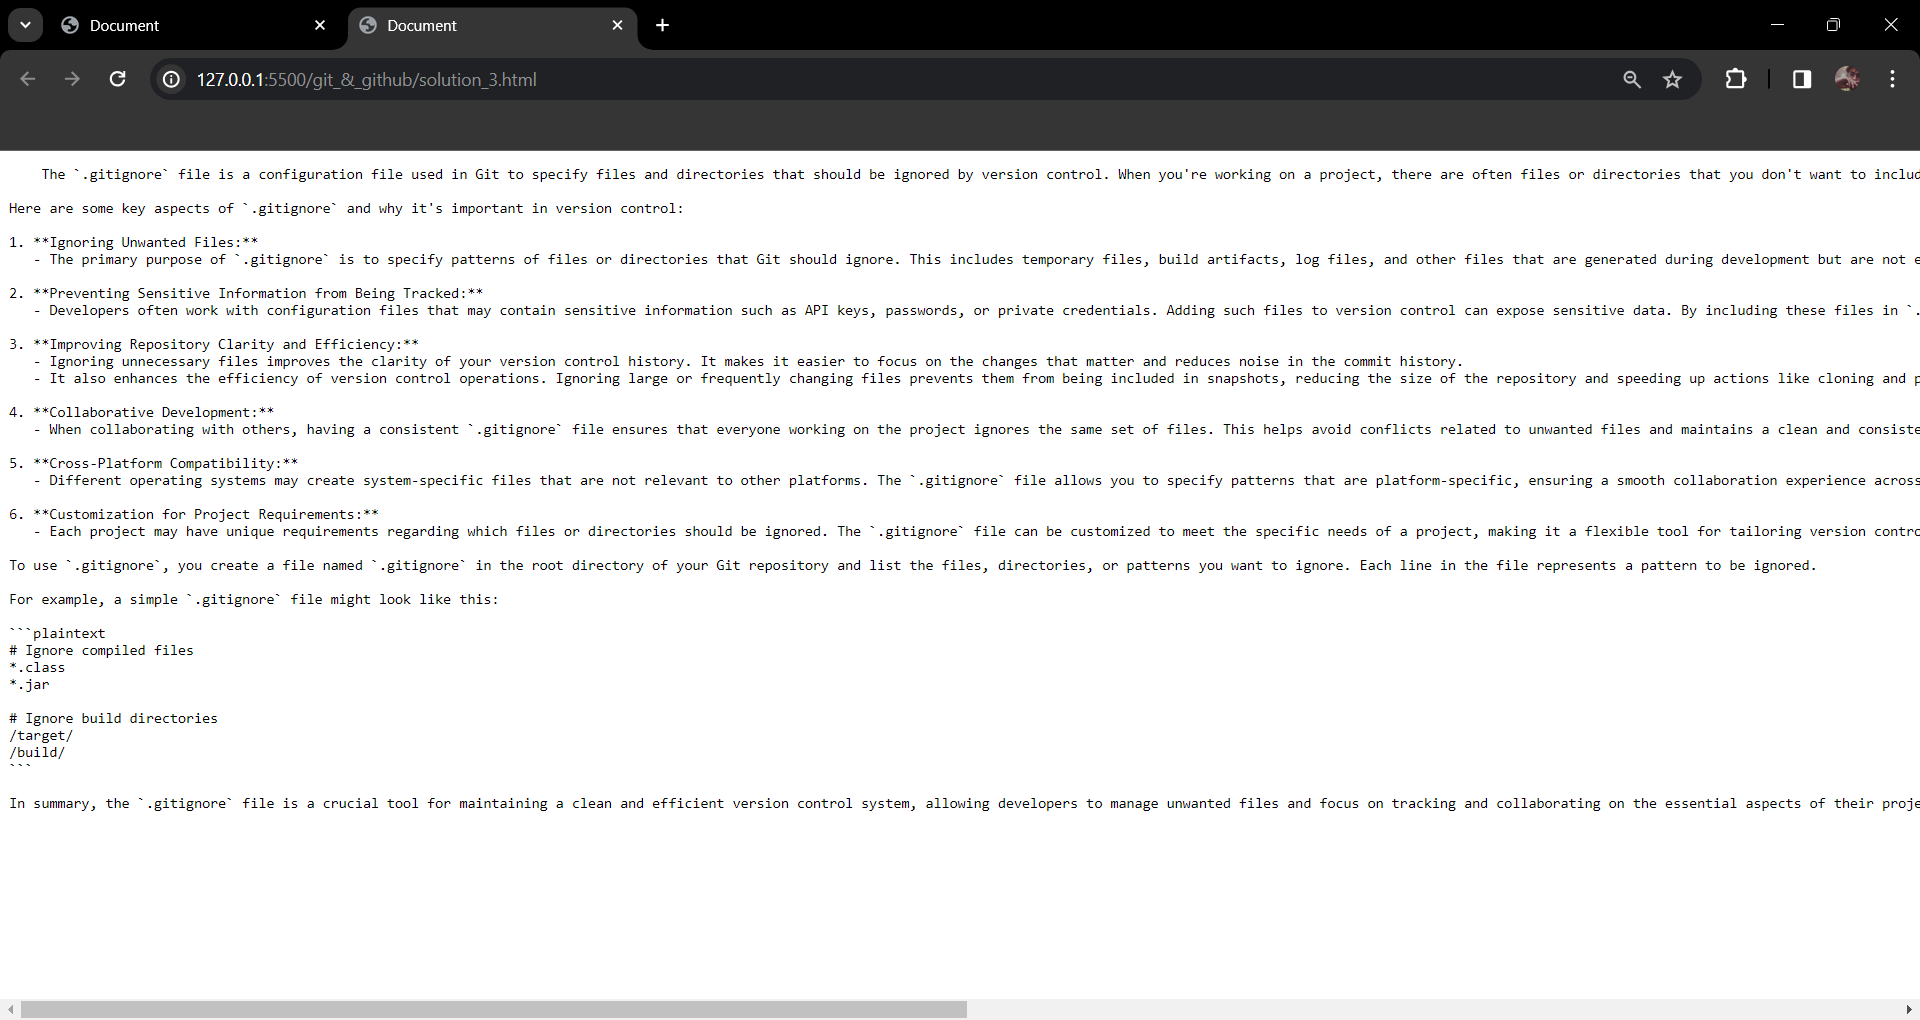 Document
Document
127.0.0.1:5500/git_&_github/solution_3.html
The `.gitignore` file is a configuration file used in Git to specify files and directories that should be ignored by version control. When you're working on a project, there are often files or directories that you don't want to includ
Here are some key aspects of `.gitignore` and why it's important in version control:
1. **Ignoring Unwanted Files:**
- The primary purpose of `.gitignore` is to specify patterns of files or directories that Git should ignore. This includes temporary files, build artifacts, log files, and other files that are generated during development but are not e
2. **Preventing Sensitive Information from Being Tracked:**
- Developers often work with configuration files that may contain sensitive information such as API keys, passwords, or private credentials. Adding such files to version control can expose sensitive data. By including these files in `.
3. **Improving Repository Clarity and Efficiency:**
- Ignoring unnecessary files improves the clarity of your version control history. It makes it easier to focus on the changes that matter and reduces noise in the commit history.
- It also enhances the efficiency of version control operations. Ignoring large or frequently changing files prevents them from being included in snapshots, reducing the size of the repository and speeding up actions like cloning and p
4. **Collaborative Development:**
- When collaborating with others, having a consistent `.gitignore` file ensures that everyone working on the project ignores the same set of files. This helps avoid conflicts related to unwanted files and maintains a clean and consiste
5. **Cross-Platform Compatibility:**
- Different operating systems may create system-specific files that are not relevant to other platforms. The `.gitignore` file allows you to specify patterns that are platform-specific, ensuring a smooth collaboration experience across
6. **Customization for Project Requirements:**
- Each project may have unique requirements regarding which files or directories should be ignored. The `.gitignore` file can be customized to meet the specific needs of a project, making it a flexible tool for tailoring version contro
To use `.gitignore`, you create a file named `.gitignore` in the root directory of your Git repository and list the files, directories, or patterns you want to ignore. Each line in the file represents a pattern to be ignored.
For example, a simple `.gitignore` file might look like this:
```plaintext
# Ignore compiled files
*.class
*.jar
# Ignore build directories
/target/
/build/
```
In summary, the `.gitignore` file is a crucial tool for maintaining a clean and efficient version control system, allowing developers to manage unwanted files and focus on tracking and collaborating on the essential aspects of their proje